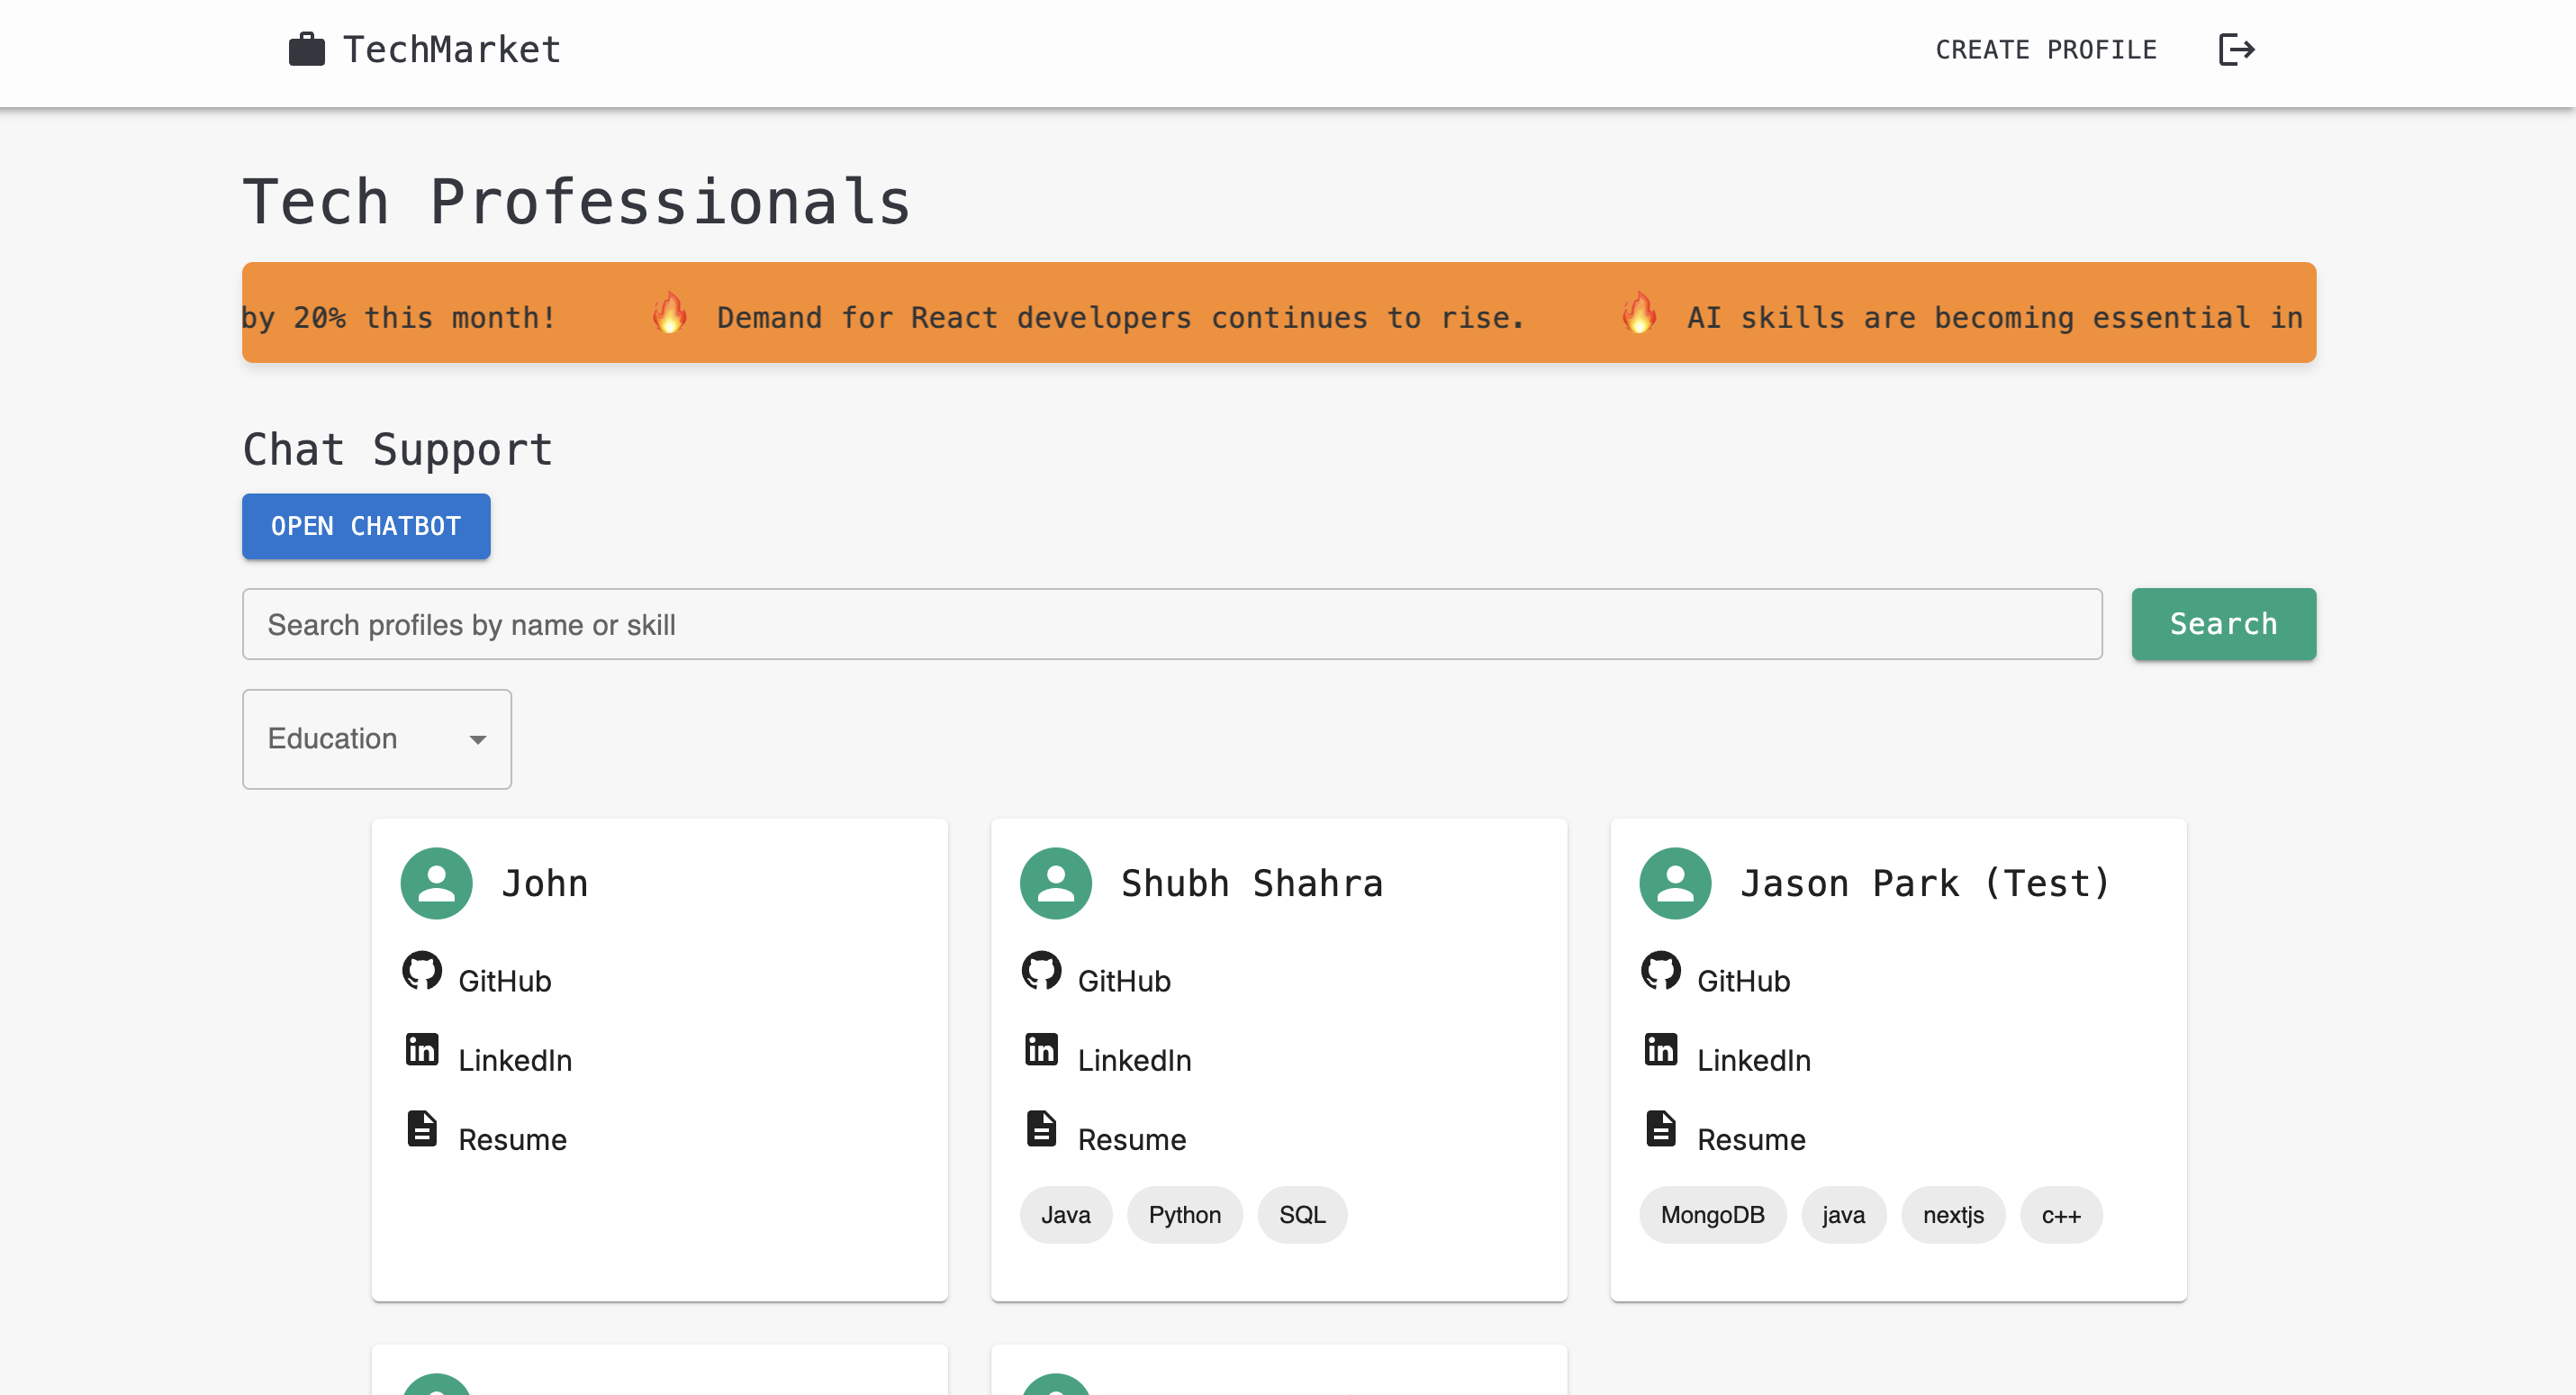 TechMarket CREATE PROFILE
Tech Professionals
by 20% this month! 🔥 Demand for React developers continues to rise. 🔥 AI skills are becoming essential in
Chat Support
OPEN CHATBOT
Search profiles by name or skill Search
Education
John
GitHub
LinkedIn
Resume
Shubh Shahra
GitHub
LinkedIn
Resume
Java Python SQL
Jason Park (Test)
GitHub
LinkedIn
Resume
MongoDB java nextjs c++